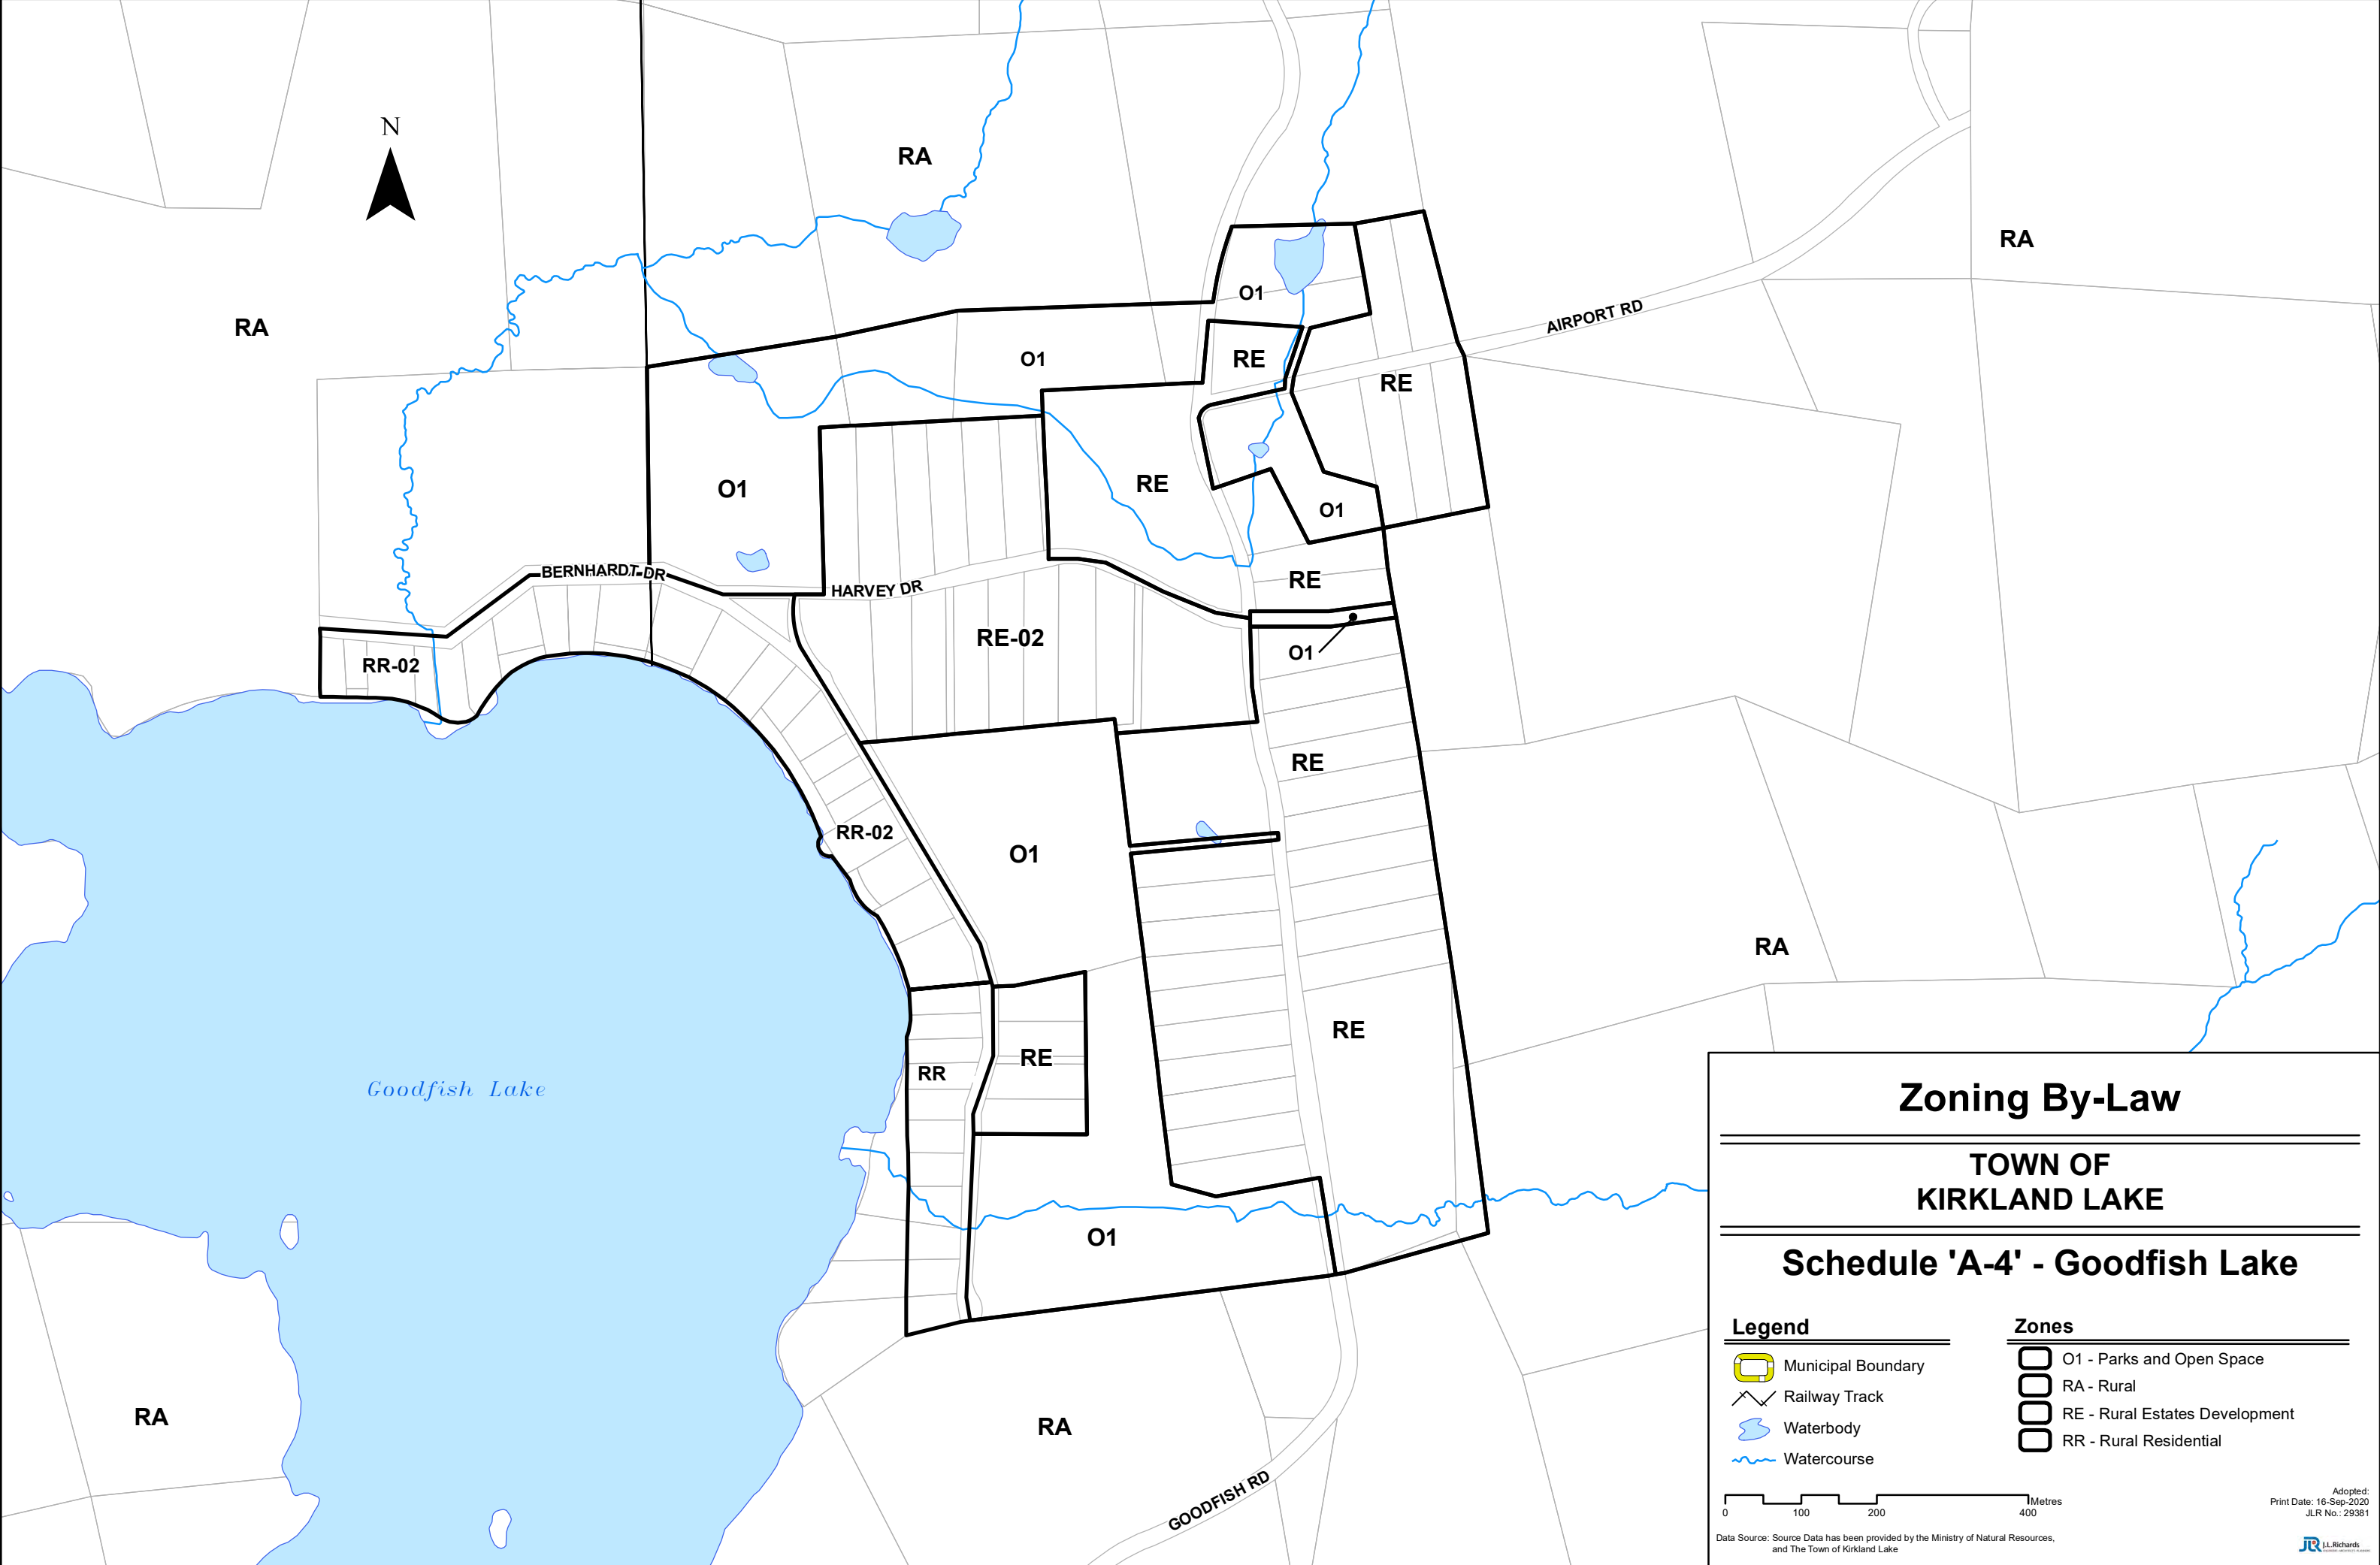 N
RA
RA
RA
O1
AIRPORT RD
O1
RE
RE
RE
O1
O1
BERNHARDT DR
RE
HARVEY DR
RE-02
O1
RR-02
RE
RR-02
O1
RA
RE
RE
RR
Goodfish Lake
O1
RA
RA
GOODFISH RD
Zoning By-Law
TOWN OF
KIRKLAND LAKE
Schedule 'A-4' - Goodfish Lake
Legend
Municipal Boundary
Railway Track
Waterbody
Watercourse
Zones
O1 - Parks and Open Space
RA - Rural
RE - Rural Estates Development
RR - Rural Residential
0 100 200 400 Metres
Adopted:
Print Date: 16-Sep-2020
JLR No.: 29381
Data Source: Source Data has been provided by the Ministry of Natural Resources,
and The Town of Kirkland Lake
JLR J.L.Richards